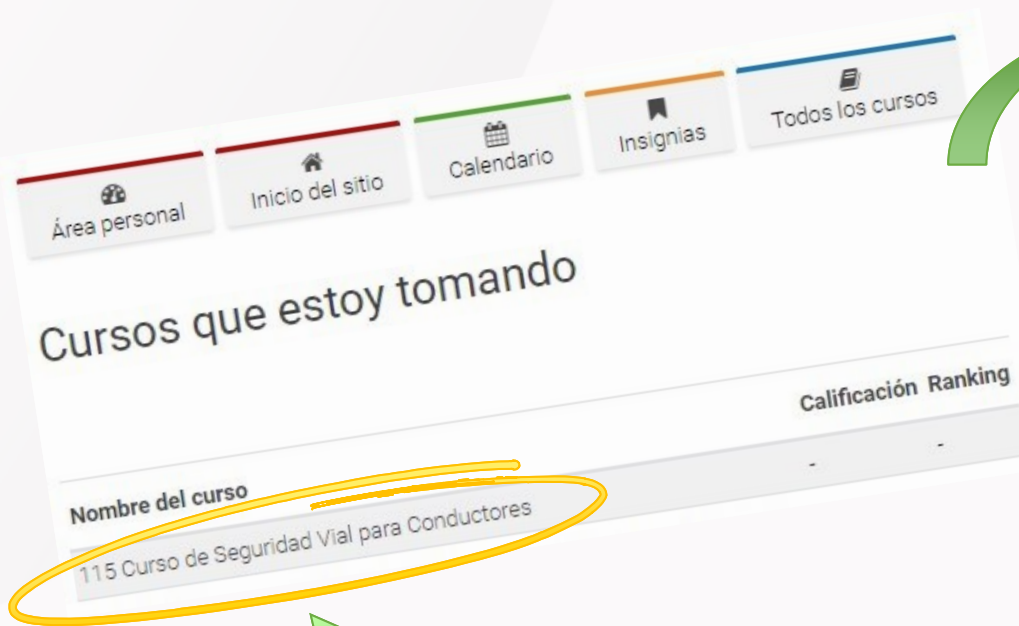 Área personal
Inicio del sitio
Calendario
Insignias
Todos los cursos
Cursos que estoy tomando
Nombre del curso
Calificación Ranking
115 Curso de Seguridad Vial para Conductores
- -